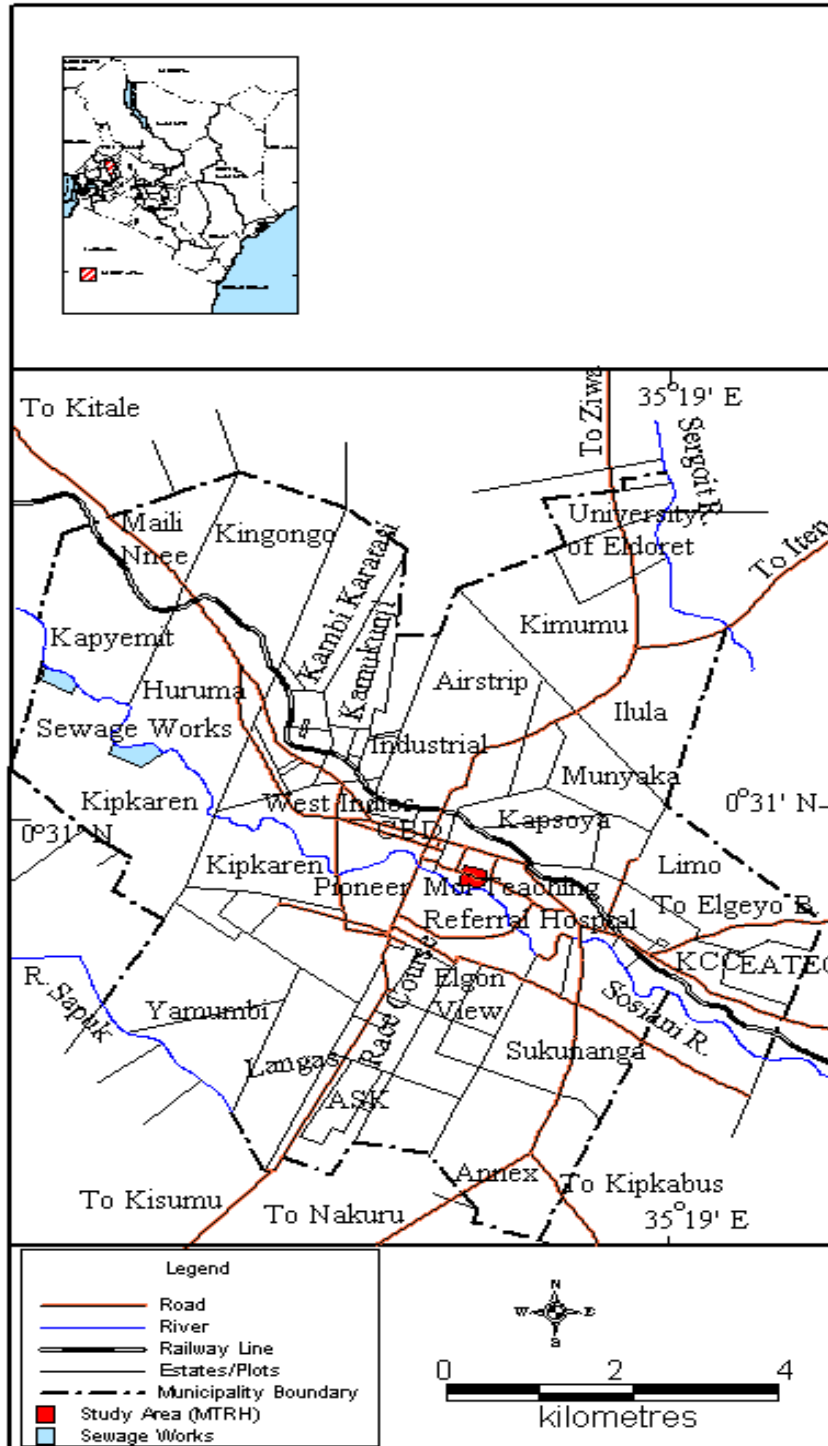 To Kitale
To Ziwa
35°19' E
Sergoit R.
Maili
Nnee
Kingongo
University
of Eldoret
To Iten
Kambi Karatasi
Kamukunji
Kapyemit
Kimumu
Huruma
Airstrip
Ilula
Sewage Works
Industrial
Munyaka
Kipkaren
West Indies
Kapsoya
0°31' N
0°31' N
CBD
Kipkaren
Pioneer
Moi Teaching
Referral Hospital
Limo
To Elgeyo B
KCC
EATEC
R. Sapuk
Race Course
Elgon
View
Sosiani R.
Yamumbi
Langas
Sukunanga
ASK
Annex
To Kipkabus
To Kisumu
To Nakuru
35°19' E
Legend
Road
River
Railway Line
Estates/Plots
Municipality Boundary
Study Area (MTRH)
Sewage Works
N
W E
S
0 2 4
kilometres